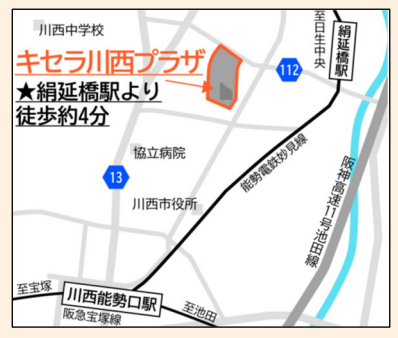 川西中学校
至日生中央
絹延橋駅
キセラ川西プラザ
★絹延橋駅より
徒歩約4分
112
協立病院
13
能勢電鉄妙見線
川西市役所
阪神高速11号池田線
至宝塚
川西能勢口駅
至池田
阪急宝塚線